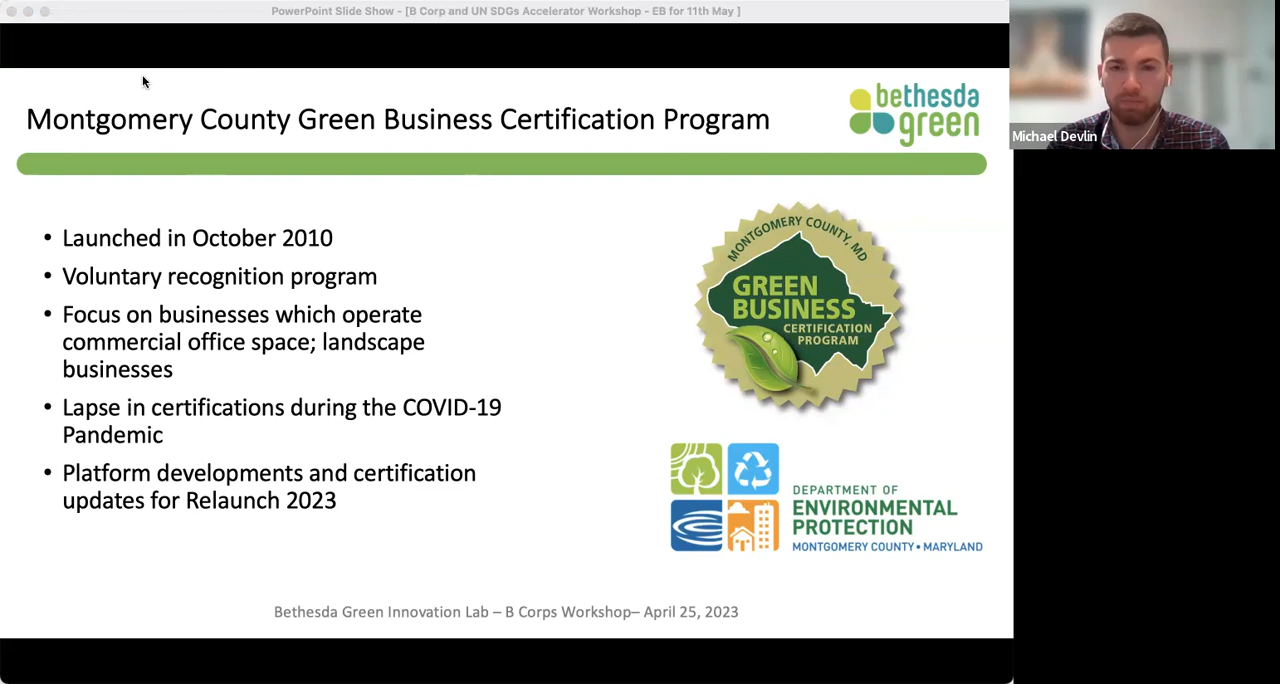 PowerPoint Slide Show - [B Corp and UN SDGs Accelerator Workshop - EB for 11th May ]
Michael Devlin
Montgomery County Green Business Certification Program
bethesda
green
• Launched in October 2010
• Voluntary recognition program
• Focus on businesses which operate
commercial office space; landscape
businesses
• Lapse in certifications during the COVID-19
Pandemic
• Platform developments and certification
updates for Relaunch 2023
MONTGOMERY COUNTY, MD
GREEN
BUSINESS
CERTIFICATION
PROGRAM
DEPARTMENT OF
ENVIRONMENTAL
PROTECTION
MONTGOMERY COUNTY • MARYLAND
Bethesda Green Innovation Lab – B Corps Workshop– April 25, 2023